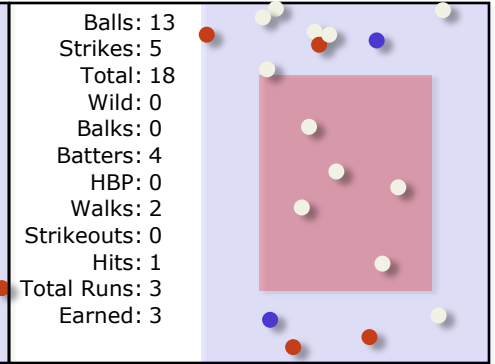 Balls: 13
Strikes: 5
Total: 18
Wild: 0
Balks: 0
Batters: 4
HBP: 0
Walks: 2
Strikeouts: 0
Hits: 1
Total Runs: 3
Earned: 3